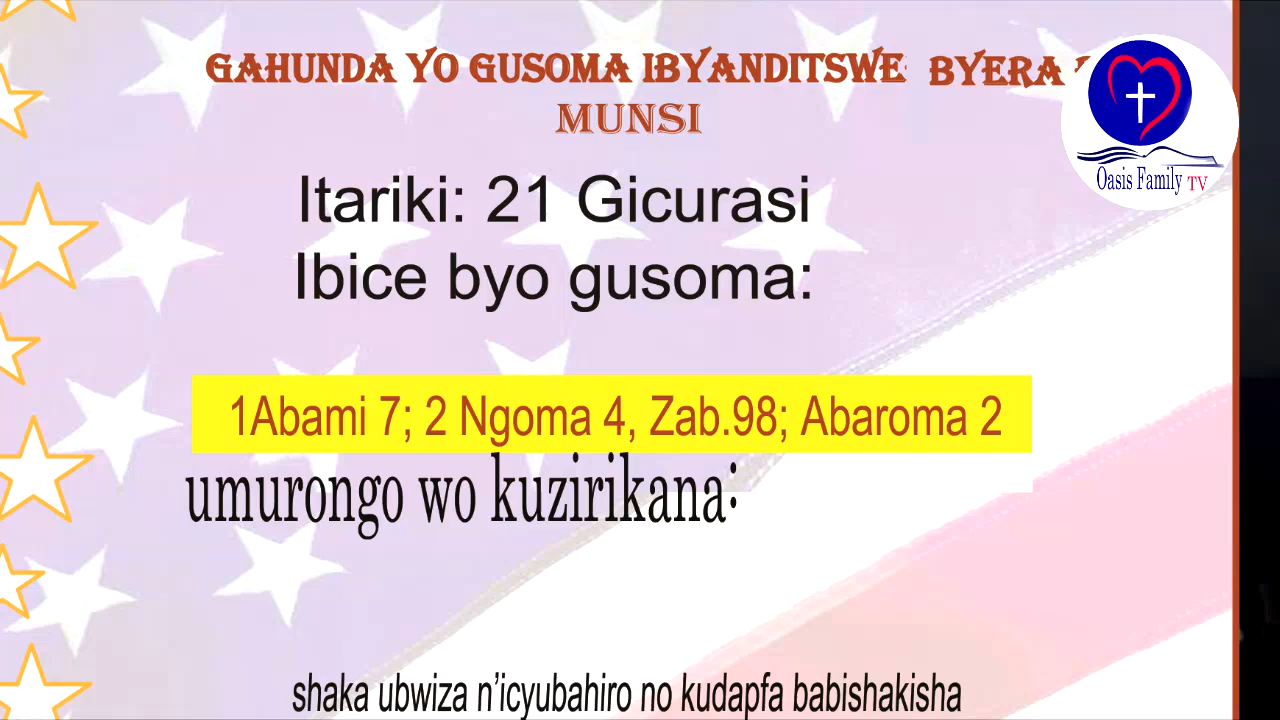 GAHUNDA YO GUSOMA IBYANDITSWE BYERA
MUNSI
Oasis Family TV
Itariki: 21 Gicurasi
Ibice byo gusoma:
1Abami 7; 2 Ngoma 4, Zab.98; Abaroma 2
umurongo wo kuzirikana:
shaka ubwiza n'icyubahiro no kudapfa babishakisha